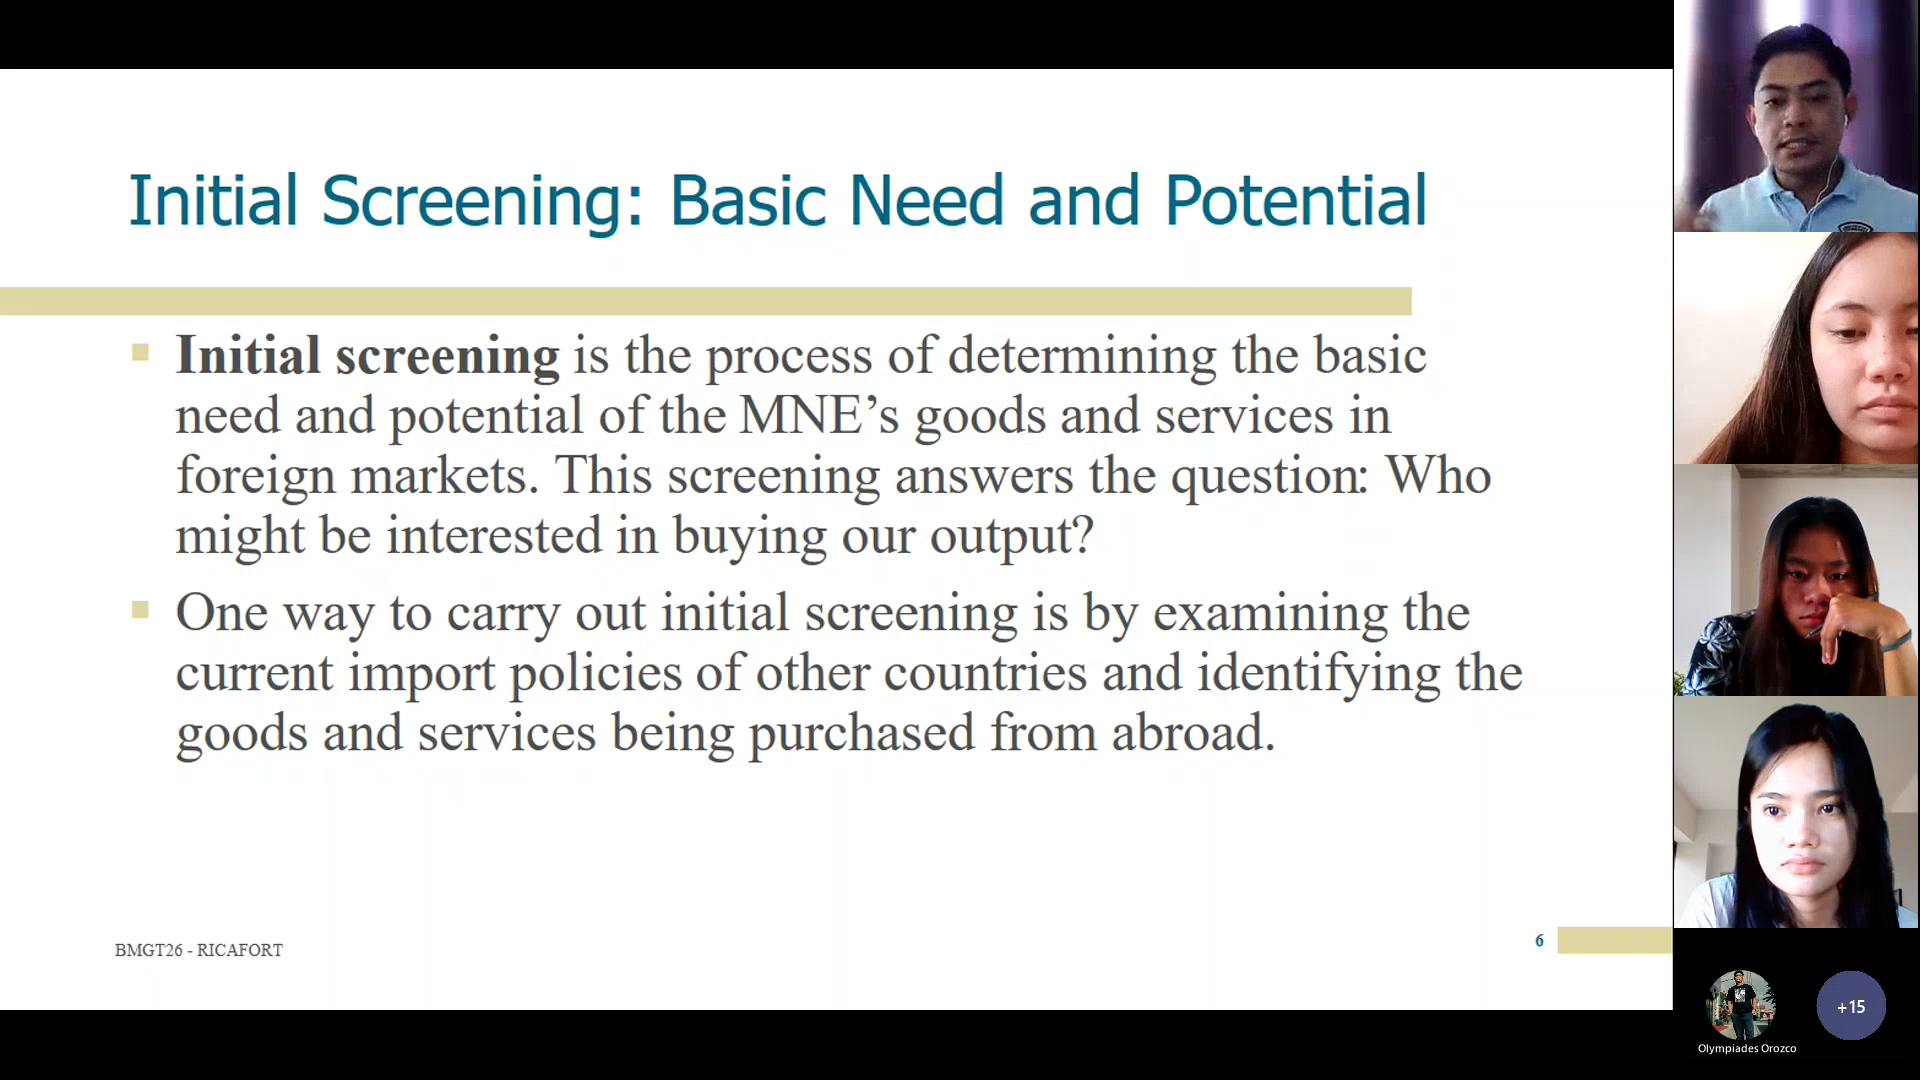 Initial Screening: Basic Need and Potential
Initial screening is the process of determining the basic
need and potential of the MNE’s goods and services in
foreign markets. This screening answers the question: Who
might be interested in buying our output?
One way to carry out initial screening is by examining the
current import policies of other countries and identifying the
goods and services being purchased from abroad.
BMGT26 - RICAFORT
6
+15
Olympiades Orozco